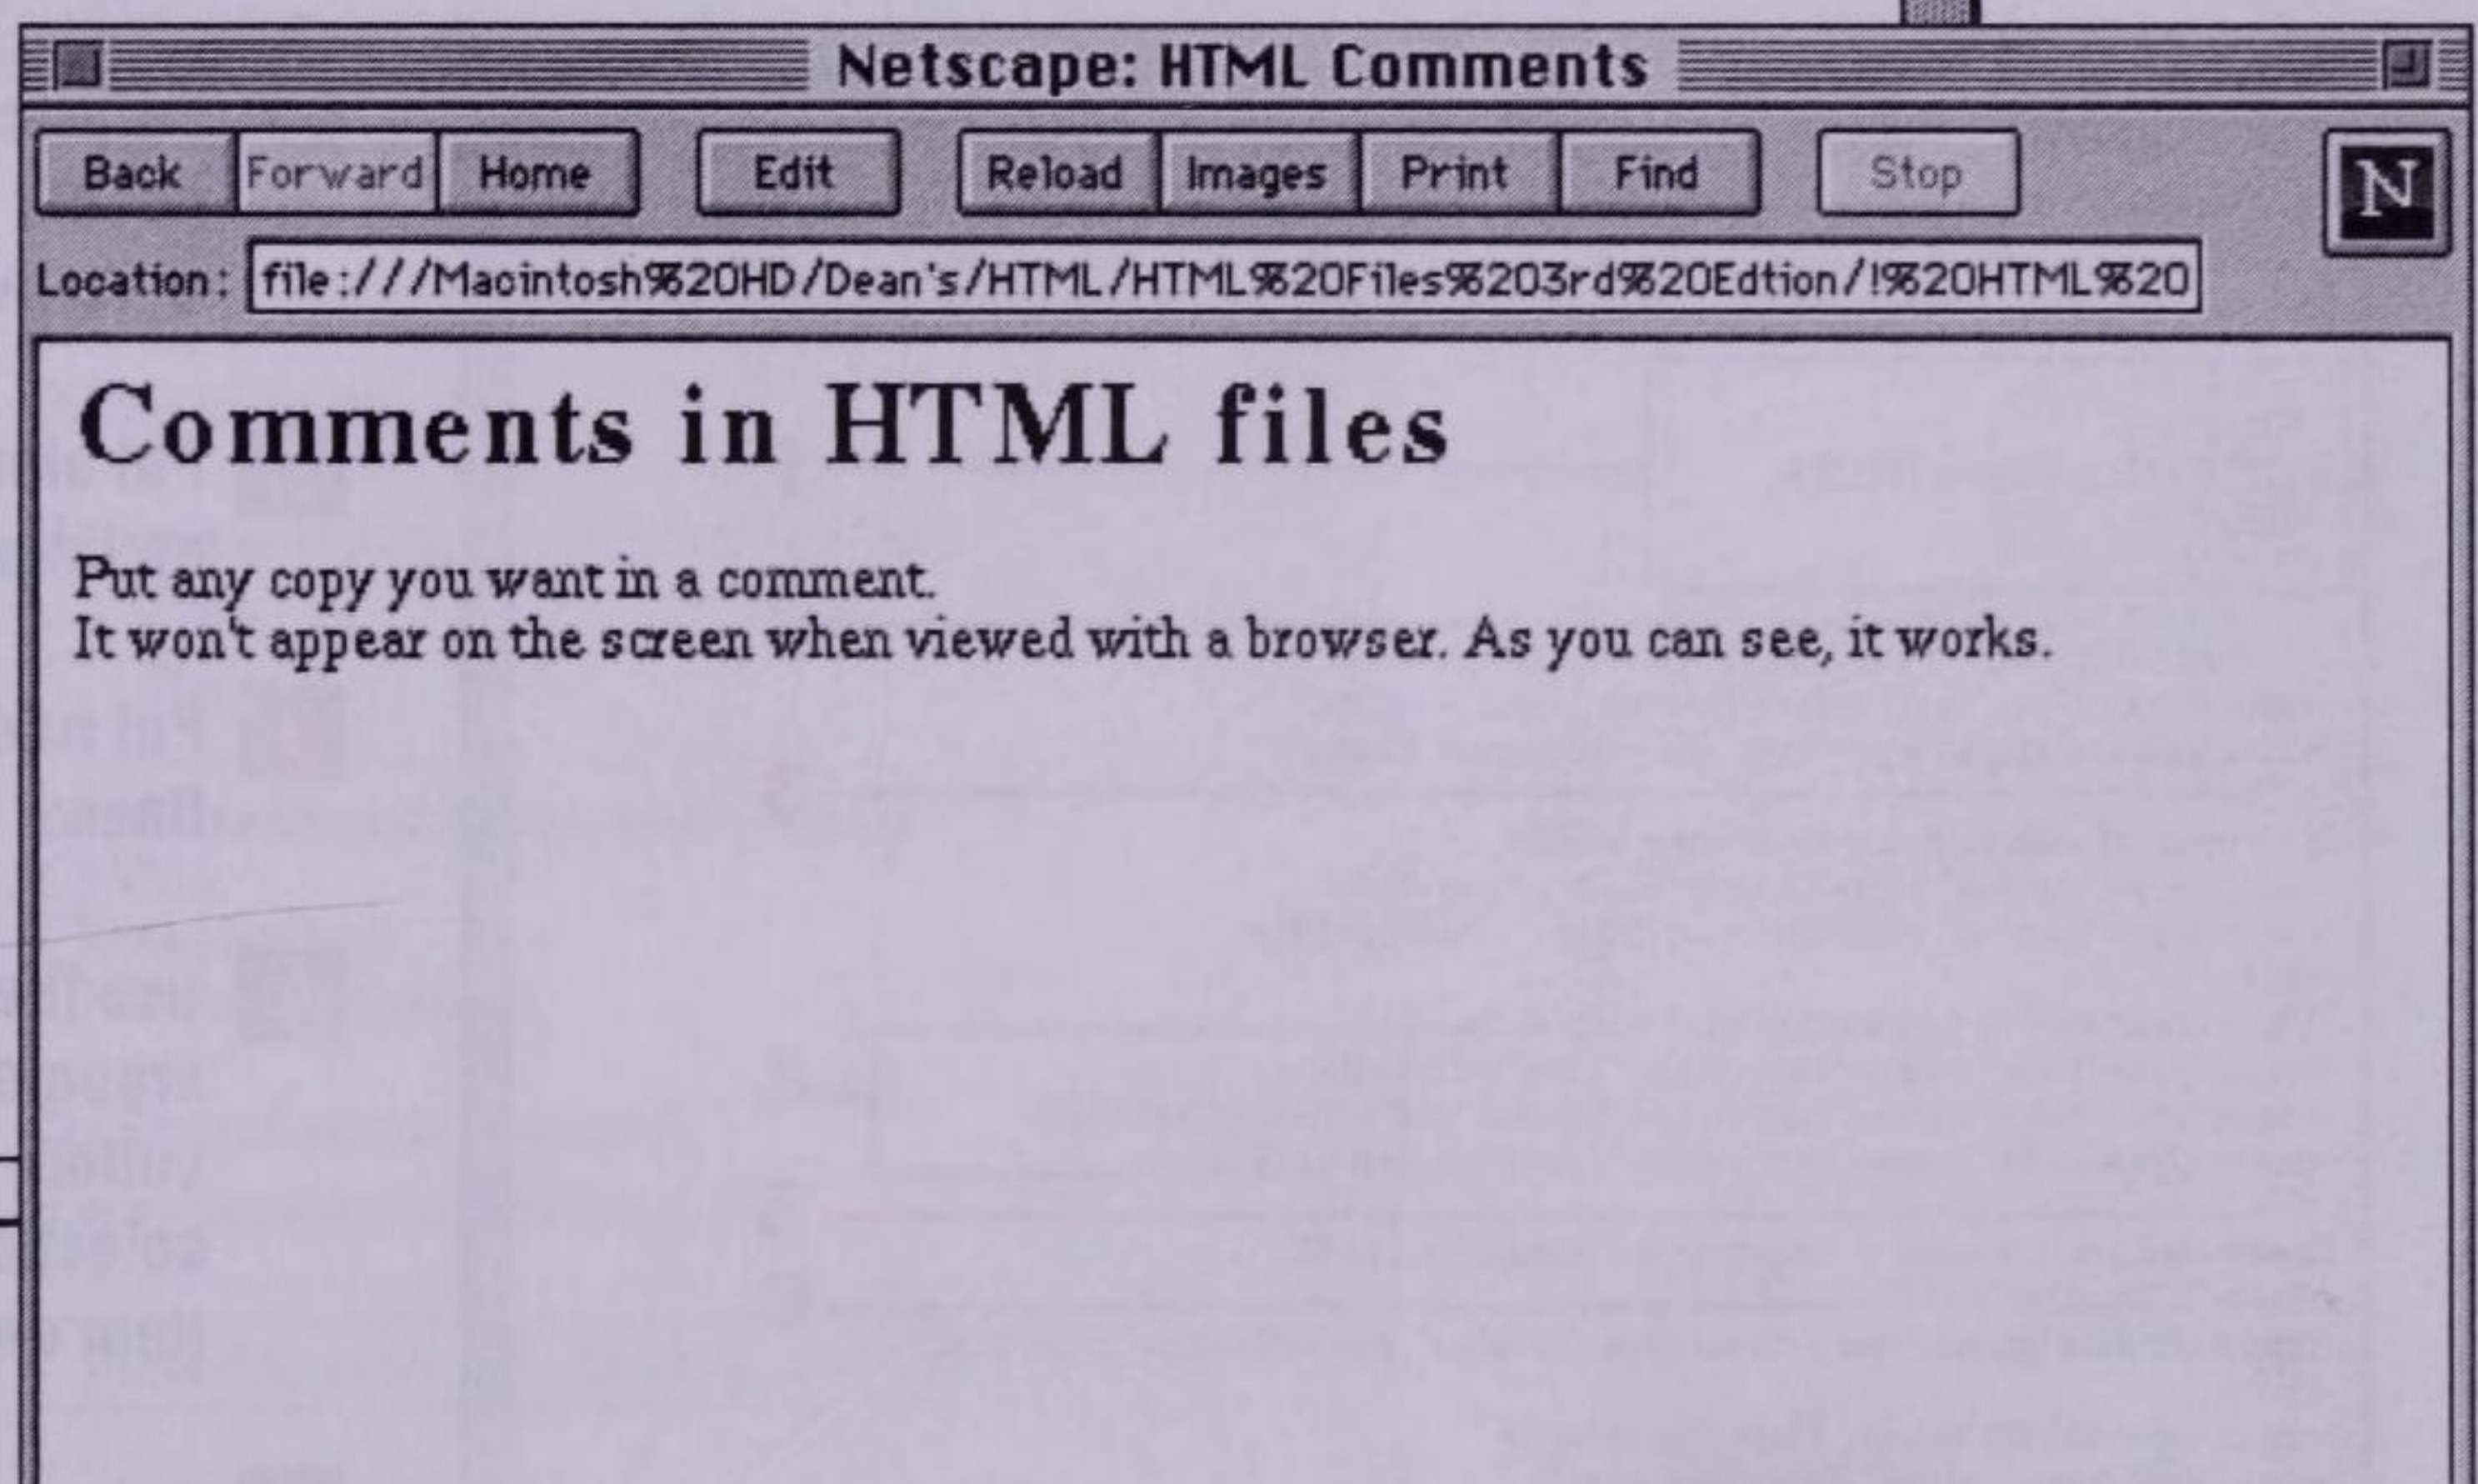 Netscape: HTML Comments
Back Forward Home Edit Reload Images Print Find Stop N
Location: file:///Macintosh%20HD/Dean's/HTML/HTML%20Files%203rd%20Edtion/!%20HTML%20
Comments in HTML files
Put any copy you want in a comment.
It won't appear on the screen when viewed with a browser. As you can see, it works.